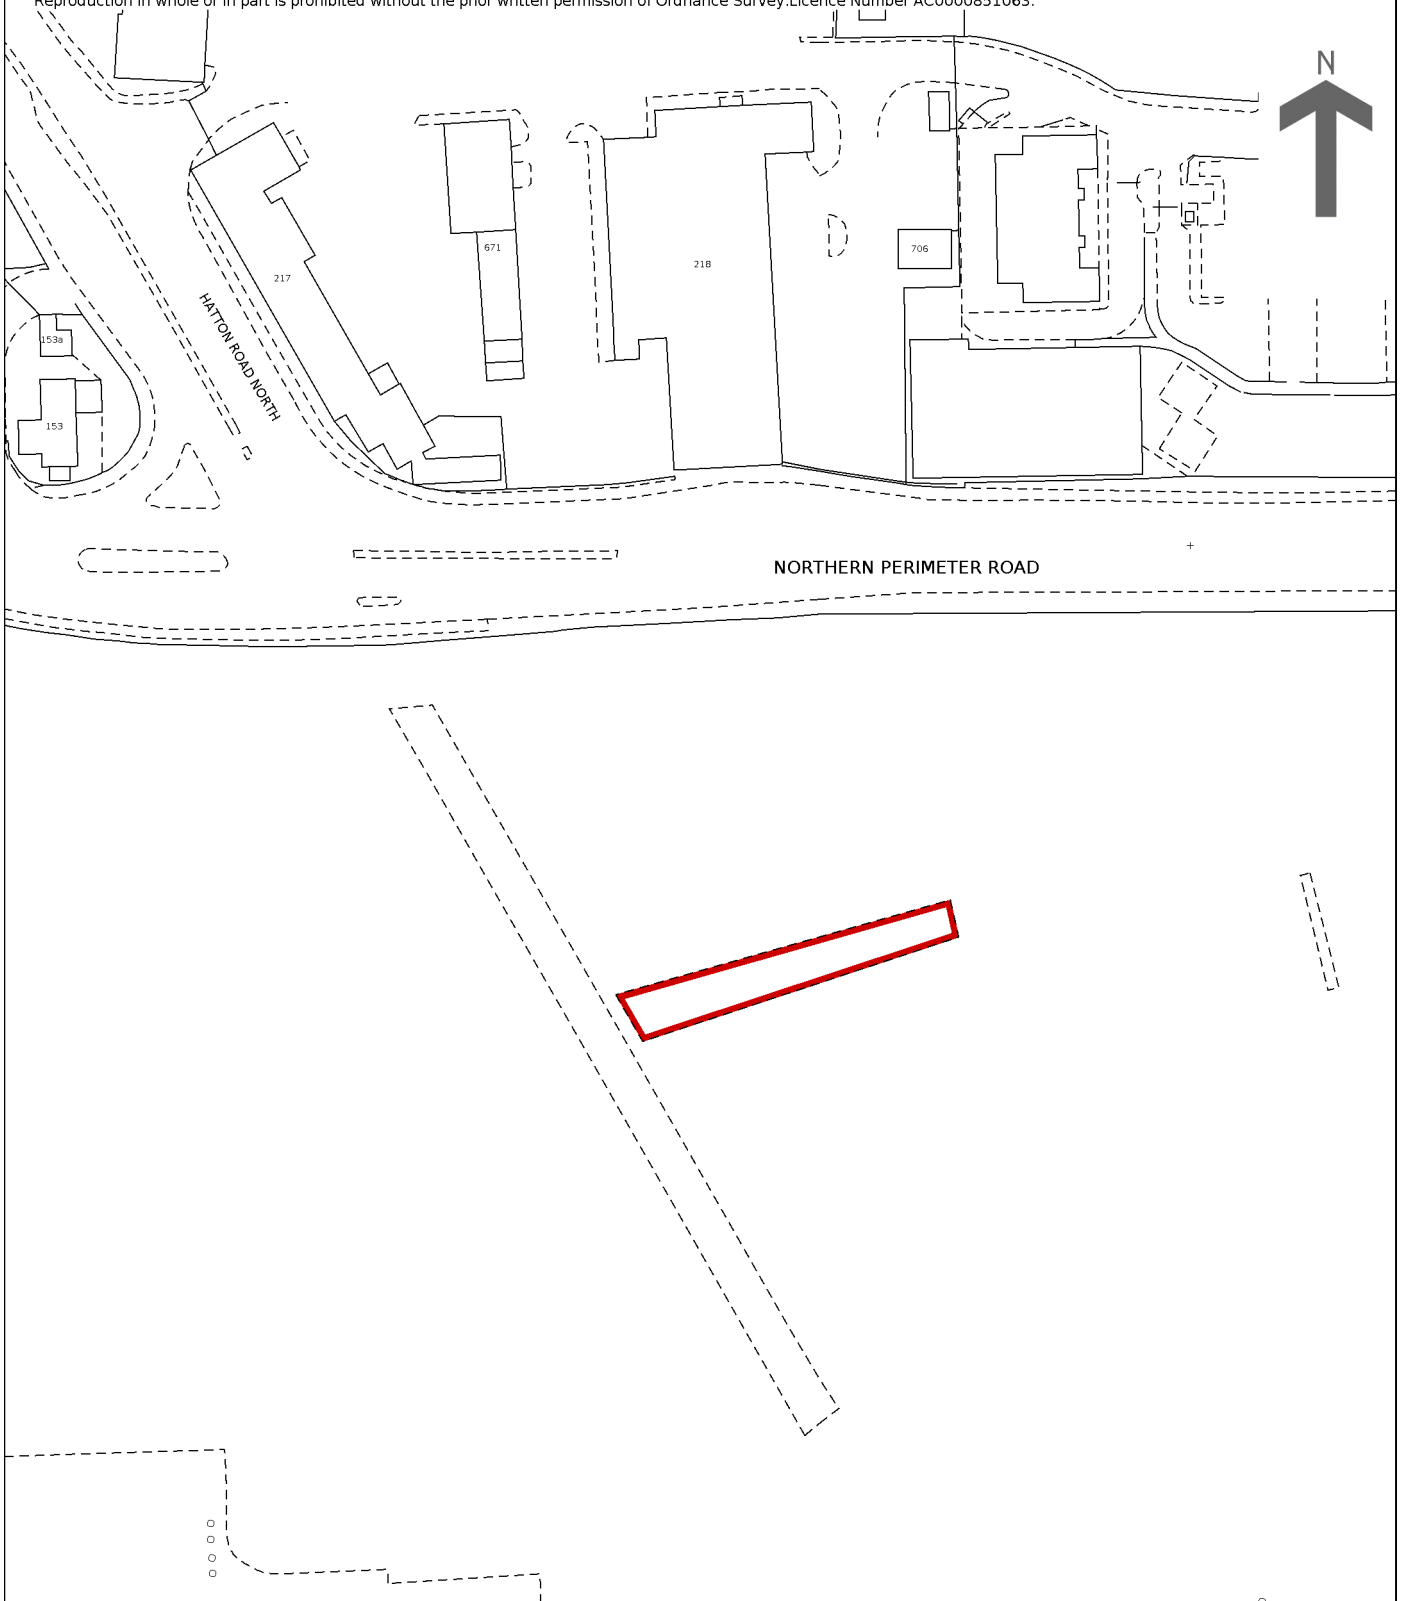 Reproduction in whole or in part is prohibited without the prior written permission of Ordnance Survey.Licence Number AC0000851063.
N
671
706
218
217
HATTON ROAD NORTH
153a
153
NORTHERN PERIMETER ROAD